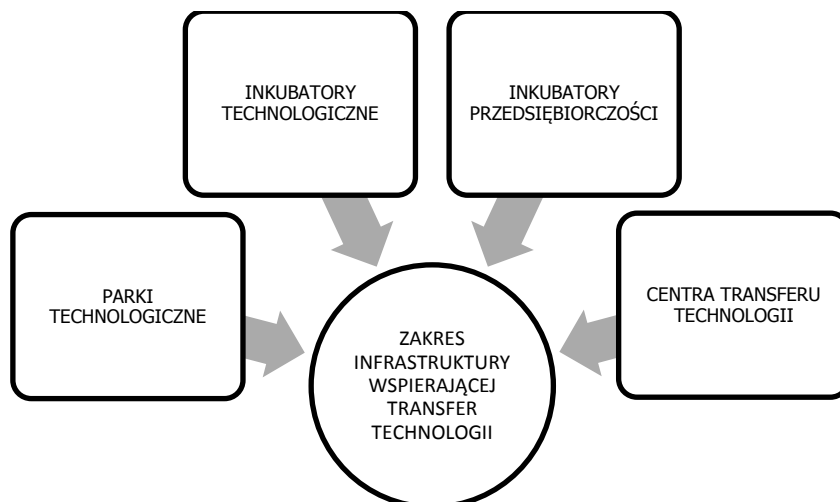 INKUBATORY
TECHNOLOGICZNE
INKUBATORY
PRZEDSIĘBIORCZOŚCI
PARKI
TECHNOLOGICZNE
CENTRA TRANSFERU
TECHNOLOGII
ZAKRES
INFRASTRUKTURY
WSPIERAJĄCEJ
TRANSFER
TECHNOLOGII